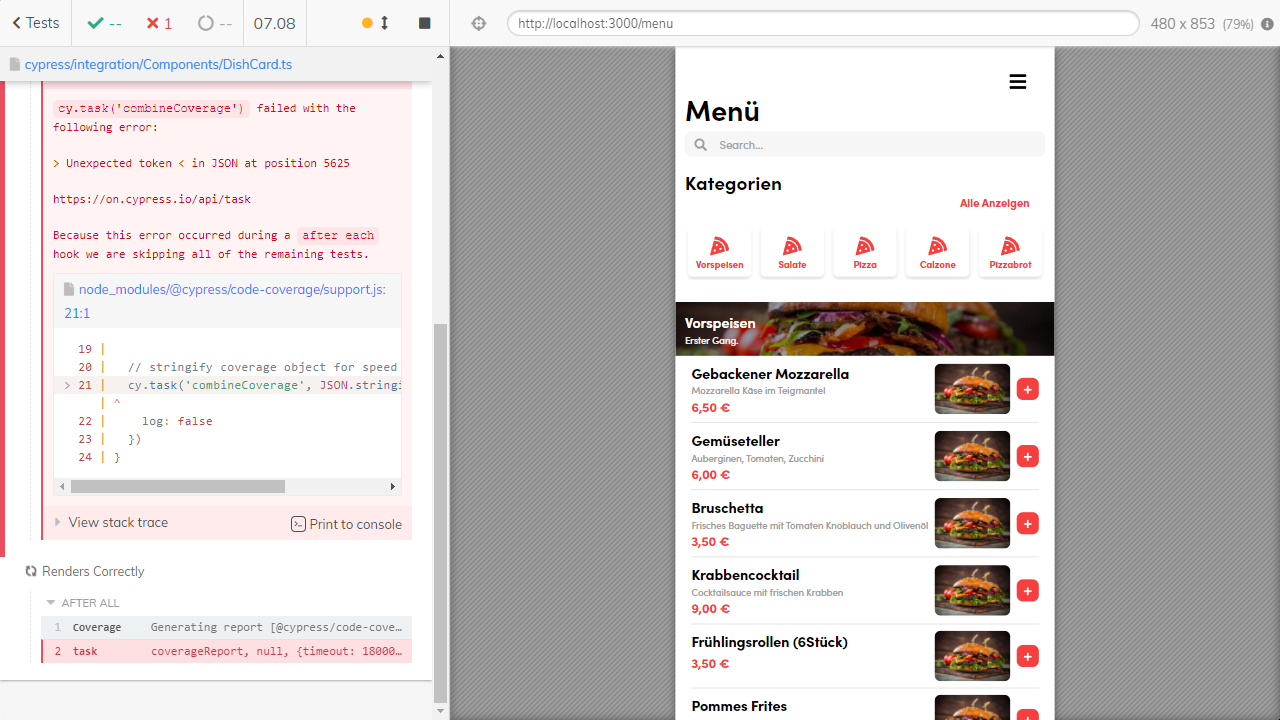 Tests
--
1
--
07.08
http://localhost:3000/menu
480 x 853 (79%)
cypress/integration/Components/DishCard.ts
cy.task('combineCoverage') failed with the
following error:
> Unexpected token < in JSON at position 5625
https://on.cypress.io/api/task
Because this error occurred during a after each
hook we are skipping all of the remaining tests.
node_modules/@cypress/code-coverage/support.js:
21:1
19 |
20 | // stringify coverage object for speed
> 21 | cy.task('combineCoverage', JSON.stringi
| ^
22 | log: false
23 | })
24 | }
View stack trace
Print to console
Renders Correctly
AFTER ALL
1 Coverage Generating report [@cypress/code-cove…
2 task coverageReport, null, {timeout: 18000…
Menü
Search...
Kategorien
Alle Anzeigen
Vorspeisen
Salate
Pizza
Calzone
Pizzabrot
Vorspeisen
Erster Gang.
Gebackener Mozzarella
Mozzarella Käse im Teigmantel
6,50 €
+
Gemüseteller
Auberginen, Tomaten, Zucchini
6,00 €
+
Bruschetta
Frisches Baguette mit Tomaten Knoblauch und Olivenöl
3,50 €
+
Krabbencocktail
Cocktailsauce mit frischen Krabben
9,00 €
+
Frühlingsrollen (6Stück)
3,50 €
+
Pommes Frites
+